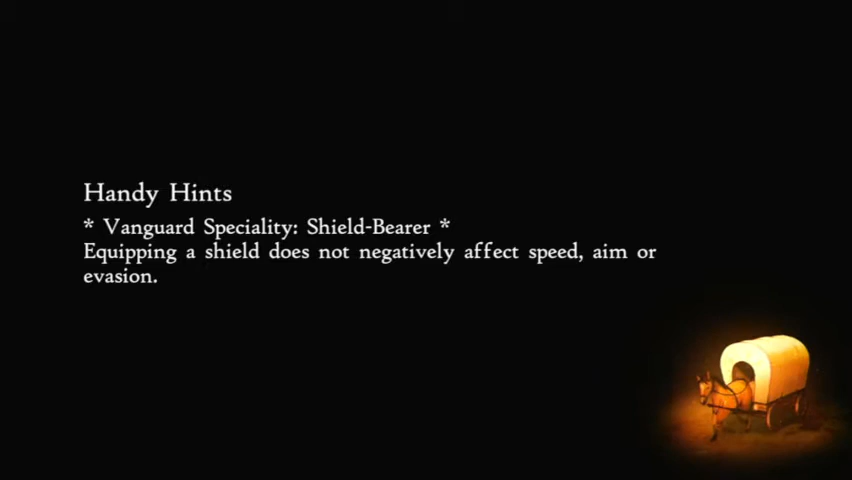 Handy Hints
* Vanguard Speciality: Shield-Bearer *
Equipping a shield does not negatively affect speed, aim or
evasion.